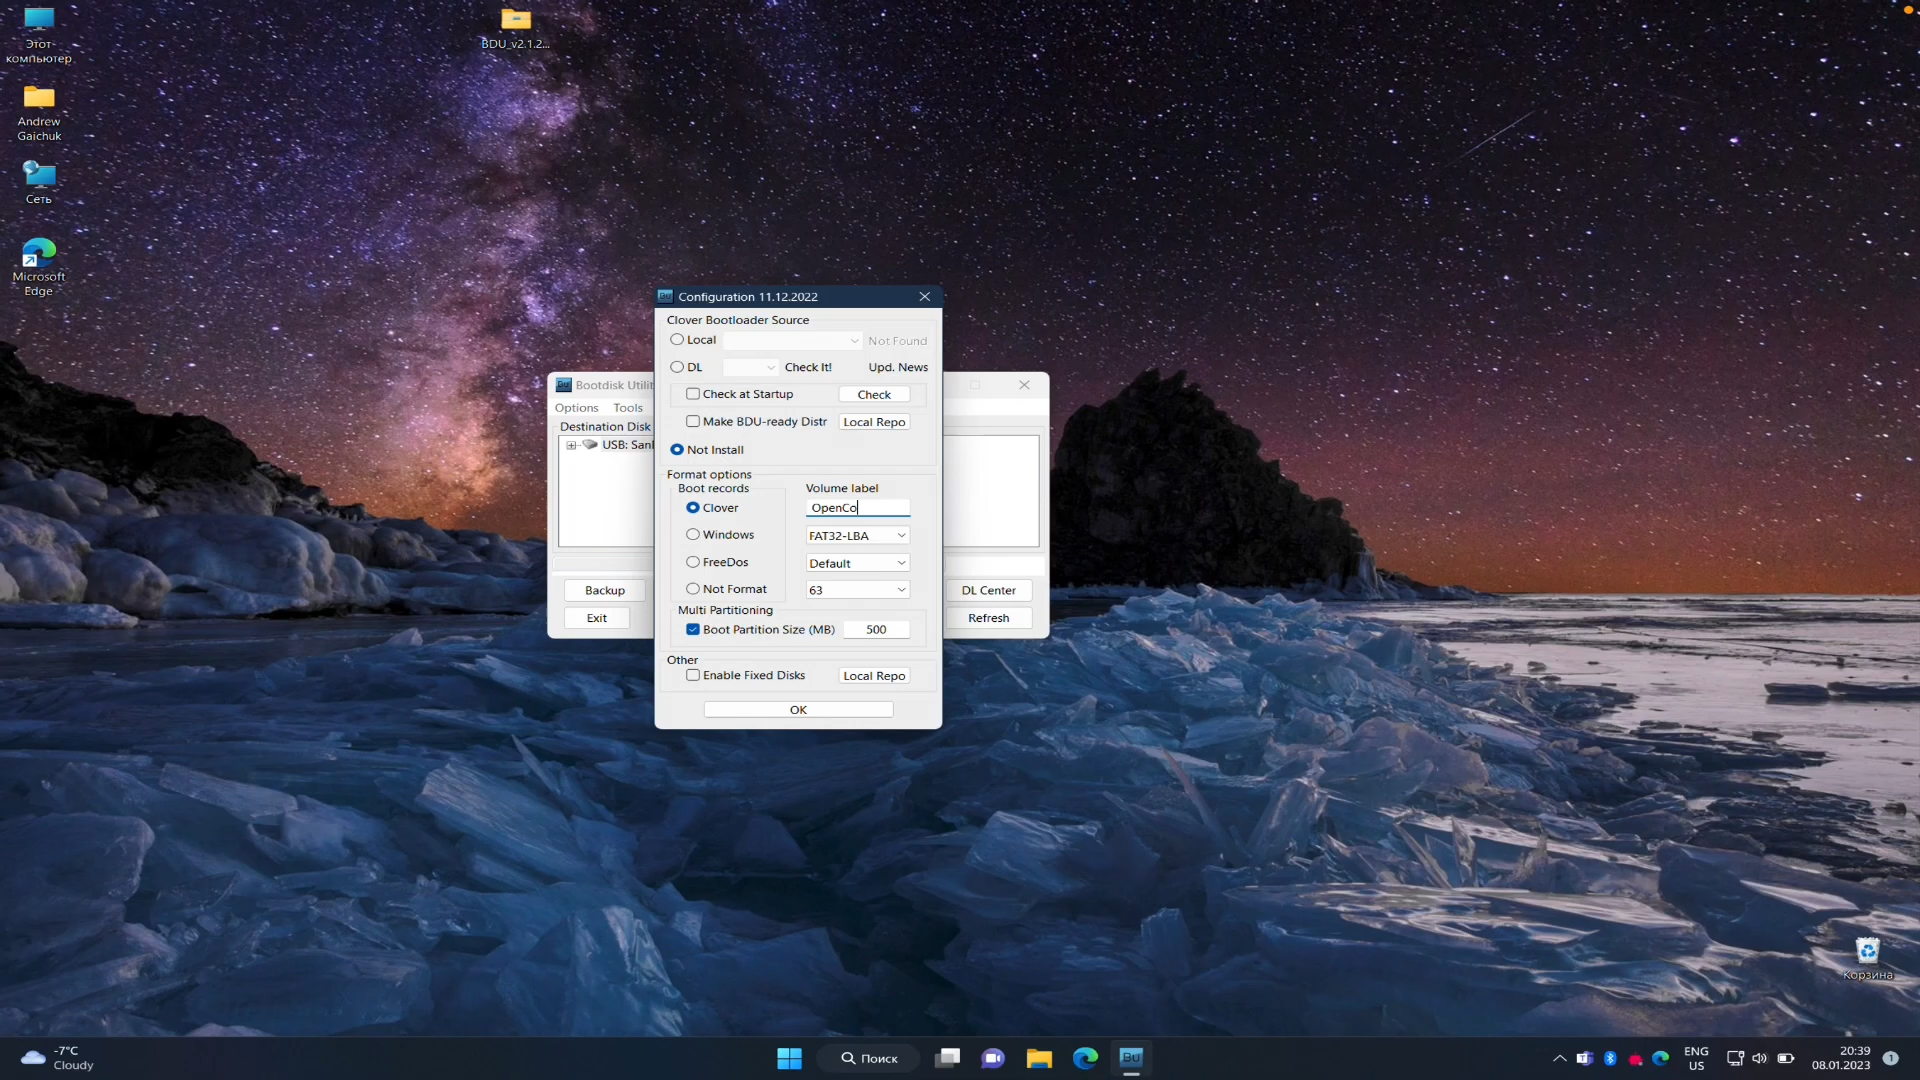 Этот
компьютер
BDU_v2.1.2...
Andrew
Gaichuk
Сеть
Microsoft
Edge
Bu Configuration 11.12.2022
Clover Bootloader Source
Local
Not Found
DL
Check It!
Upd. News
Check at Startup
Check
Make BDU-ready Distr
Local Repo
Not Install
Format options
Boot records
Volume label
Clover
OpenCo
Windows
FAT32-LBA
FreeDos
Default
Not Format
63
Multi Partitioning
Boot Partition Size (MB)
500
Other
Enable Fixed Disks
Local Repo
OK
Bu Bootdisk Utilit
Options Tools
Destination Disk
USB: San
Backup
DL Center
Exit
Refresh
Корзина
-7°C
Cloudy
Поиск
Bu
ENG
US
20:39
08.01.2023
1